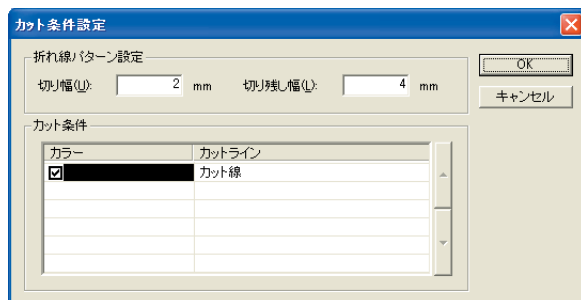 カット条件設定
折れ線パターン設定
切り幅(U): 2 mm 切り残し幅(L): 4 mm
OK
キャンセル
カット条件
カラー カットライン
カット線